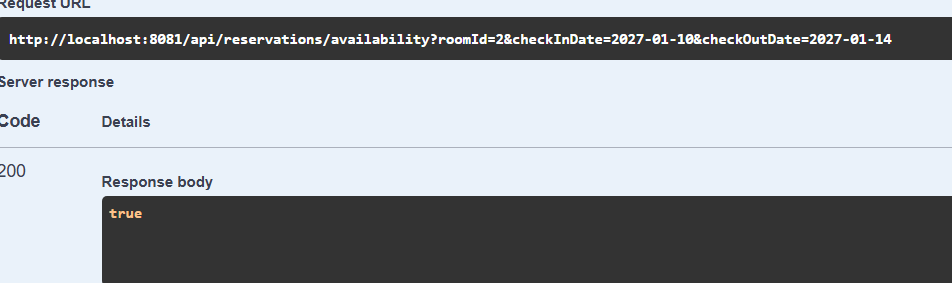 Request URL
http://localhost:8081/api/reservations/availability?roomId=2&checkInDate=2027-01-10&checkOutDate=2027-01-14
Server response
Code Details
200
Response body
true